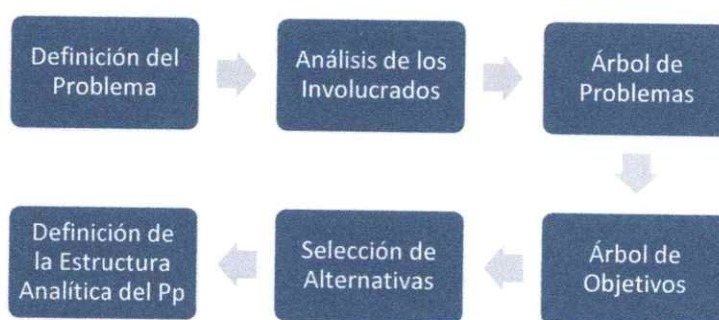 Definición del
Problema
Análisis de los
Involucrados
Árbol de
Problemas
Árbol de
Objetivos
Selección de
Alternativas
Definición de
la Estructura
Analítica del Pp